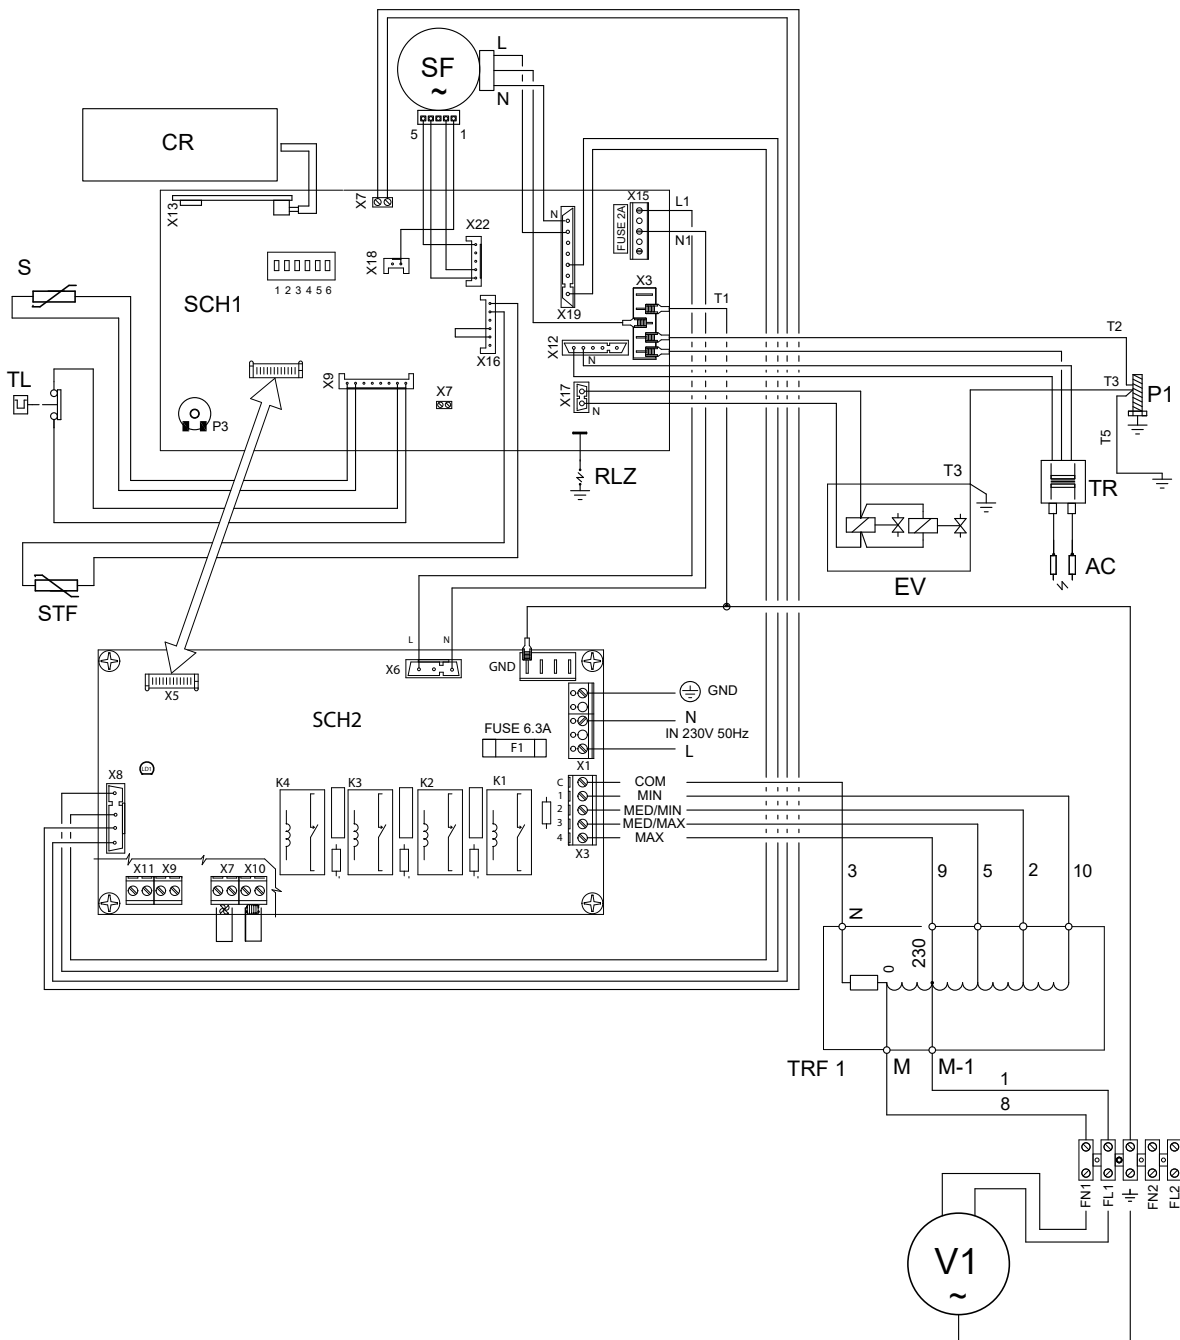 L
SF
~
N
5
1
CR
X13
X7
X15
L1
N
FUSE 2A
N1
X22
X18
S
1 2 3 4 5 6
SCH1
X3
X19
T1
X16
X12
N
T2
TL
X9
X7
X17
N
T3
P1
P3
T5
RLZ
T3
TR
STF
EV
AC
L
N
X6
GND
X5
SCH2
GND
N
FUSE 6.3A
IN 230V 50Hz
F1
L
X1
LD1
X8
K4
K3
K2
K1
C
COM
1
MIN
2
MED/MIN
3
MED/MAX
4
MAX
X3
X11
X9
X7
X10
3
9
5
2
10
N
0
230
TRF 1
M
M-1
1
8
FN1
FL1
FN2
FL2
V1
~